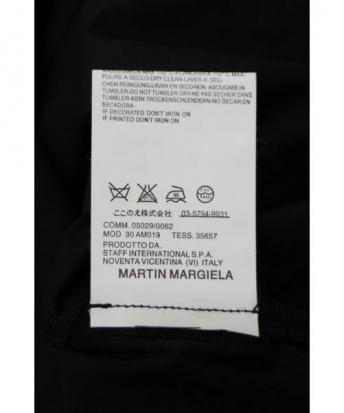 PULIRE A SECCO-DRY CLEAN-LAVER A SEC-
CHEM REINIGUNG-LAVAR EN SECO-NON ASCIUGARE IN
TUMBLER-DO NOT TUMBLER DRY-NE PAS SECHER DANS
TUMBLER-KEIN TROCKENSCHLENDERN-NO SECAR EN
SECADORA-
IF DECORATED DON'T IRON ON
IF PRINTED DON'T IRON ON
ここのえ株式会社 03-5794-9931
COMM. 05029/0062
MOD 30 AM019 TESS. 35657
PRODOTTO DA.
STAFF INTERNATIONAL S.P.A.
NOVENTA VICENTINA (VI) ITALY
MARTIN MARGIELA